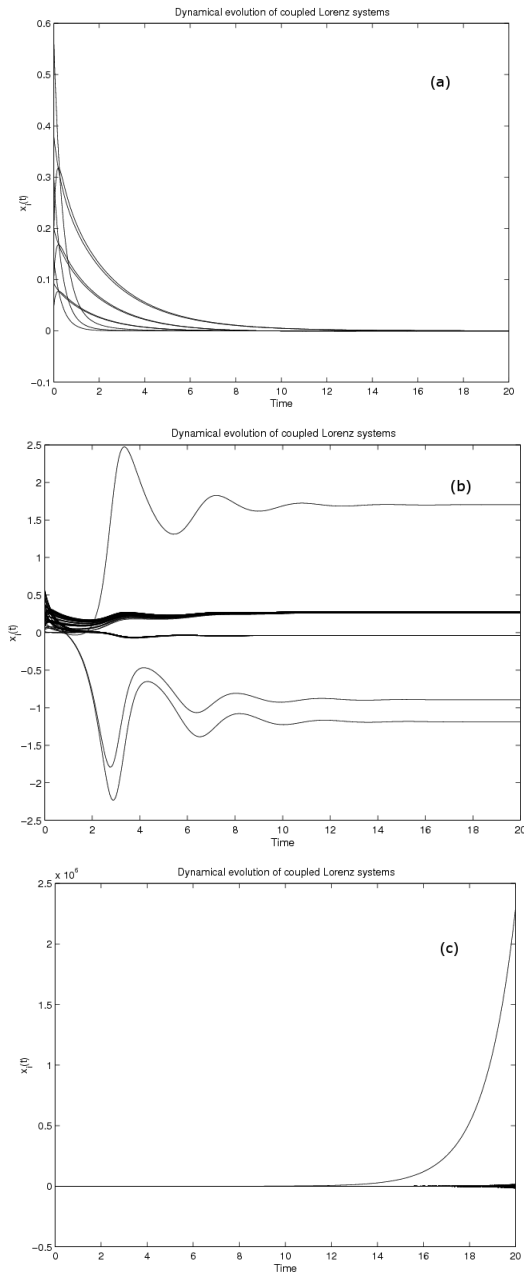 Dynamical evolution of coupled Lorenz systems
0.6
(a)
0.5
0.4
0.3
x_i(t)
0.2
0.1
0
−0.1
0 2 4 6 8 10 12 14 16 18 20
Time
Dynamical evolution of coupled Lorenz systems
2.5
(b)
2
1.5
1
0.5
x_i(t)
0
−0.5
−1
−1.5
−2
−2.5
0 2 4 6 8 10 12 14 16 18 20
Time
Dynamical evolution of coupled Lorenz systems
x 10^6
2.5
(c)
2
1.5
1
x_i(t)
0.5
0
−0.5
0 2 4 6 8 10 12 14 16 18 20
Time